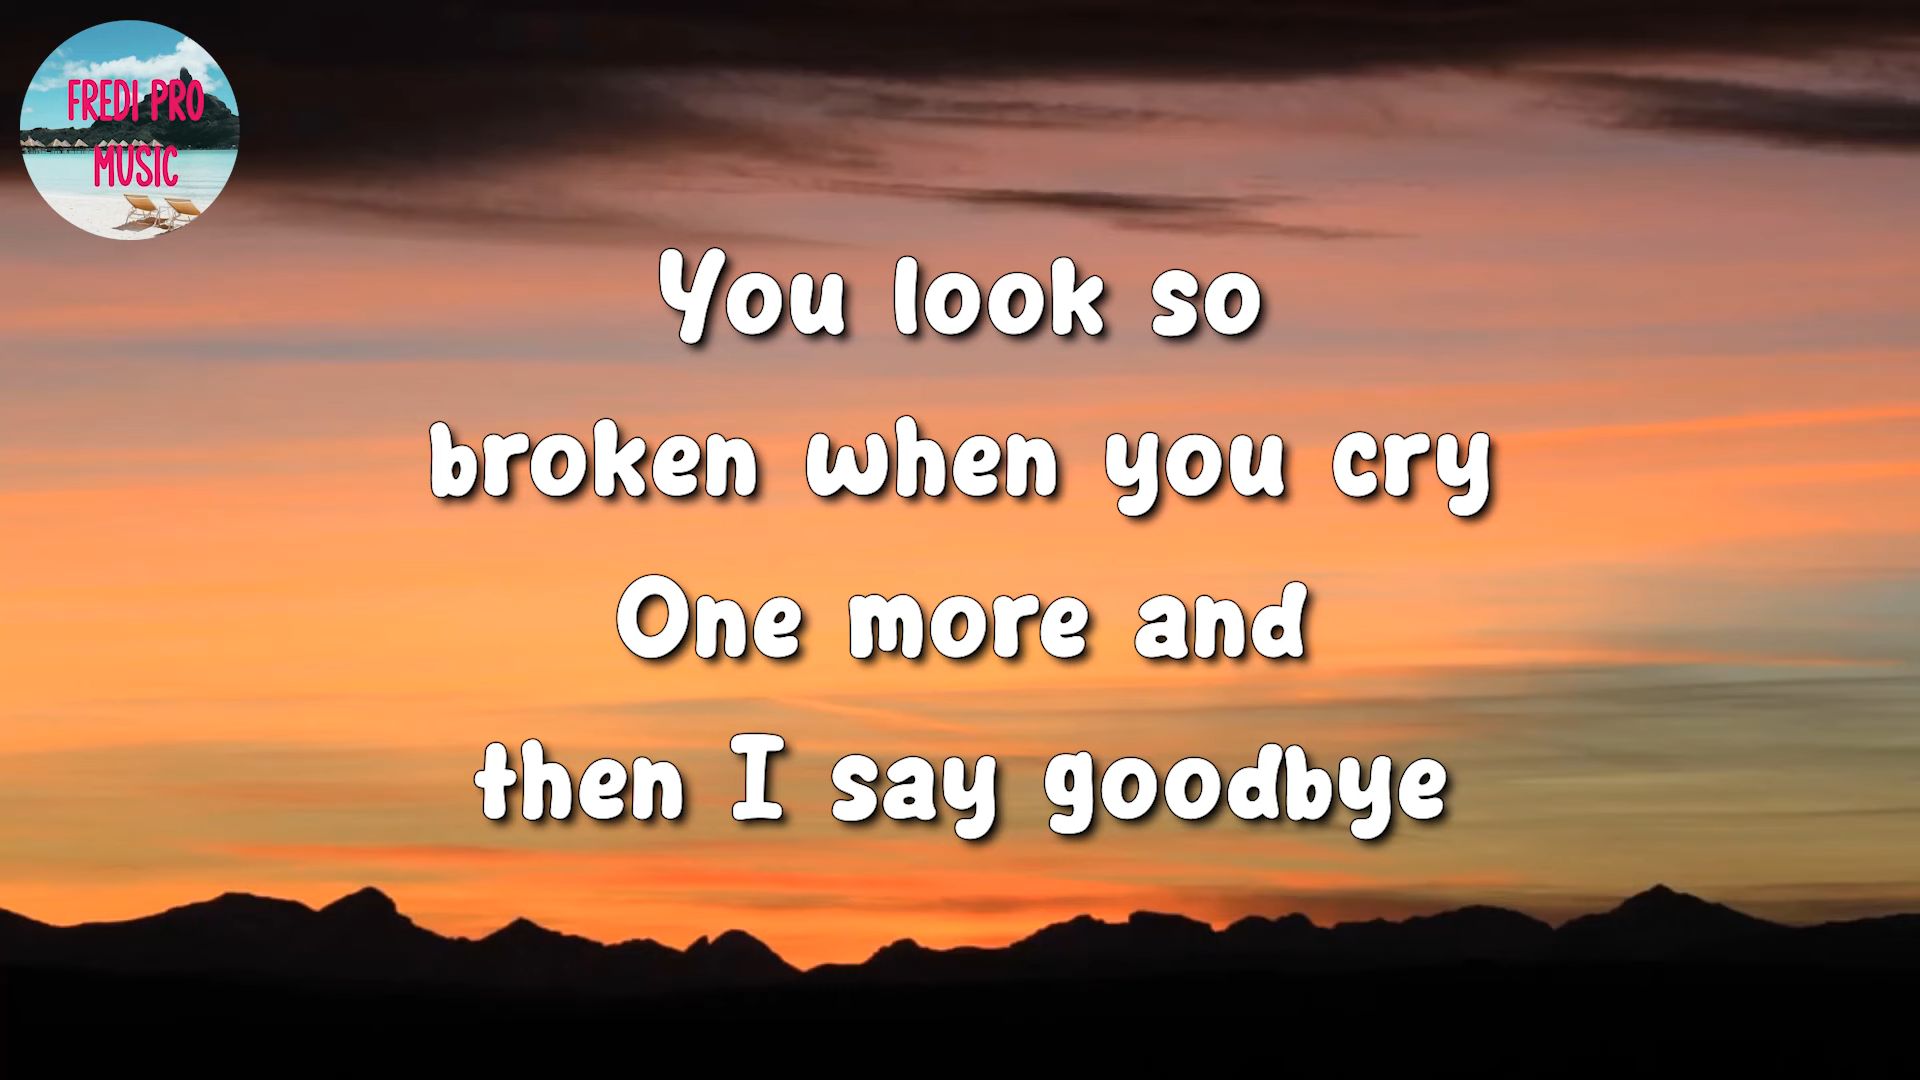 FREDI PRO
MUSIC
You look so
broken when you cry
One more and
then I say goodbye